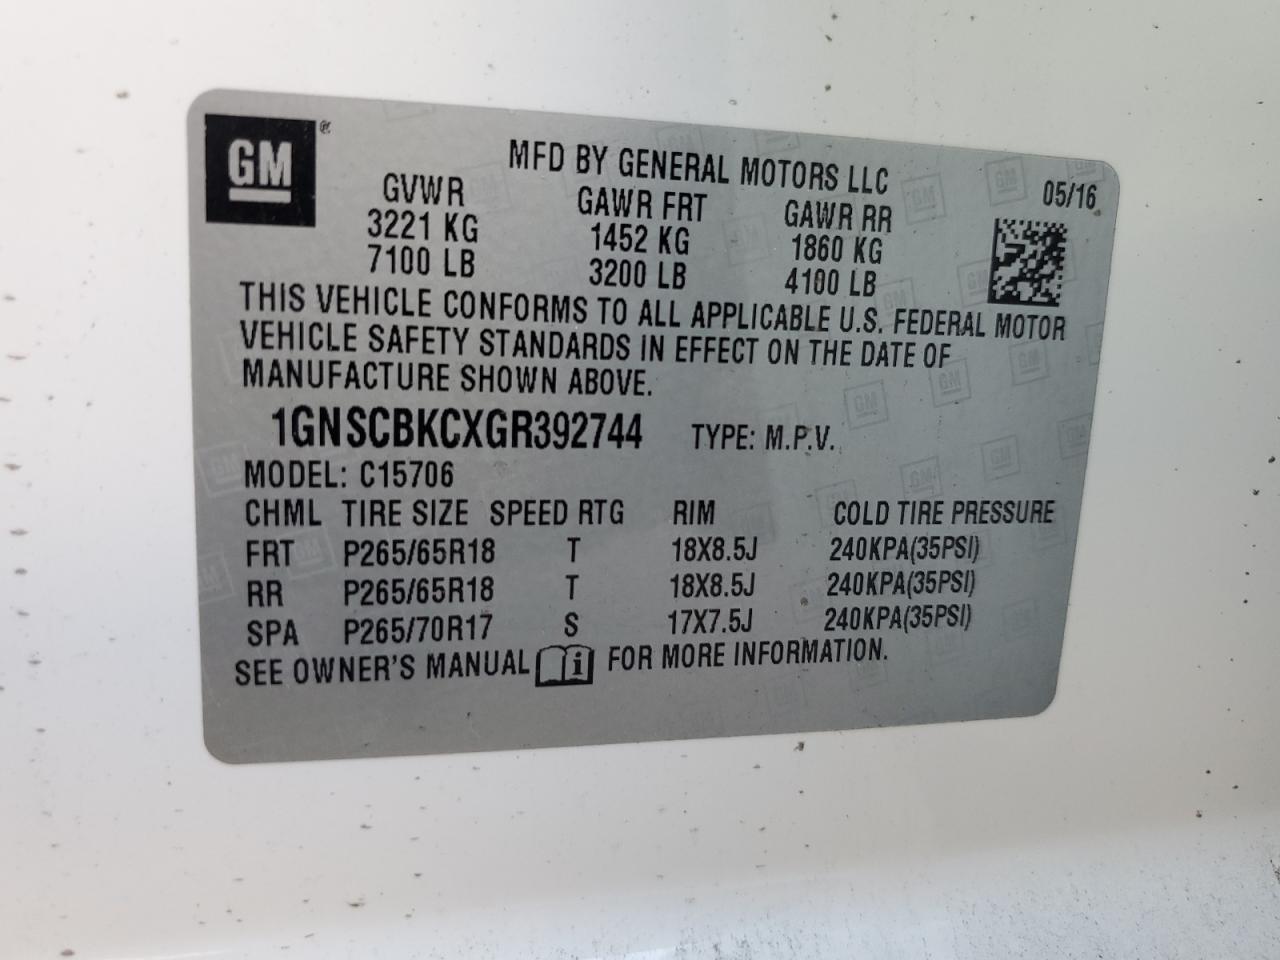 GM ®
MFD BY GENERAL MOTORS LLC
05/16
GVWR GAWR FRT GAWR RR
3221 KG 1452 KG 1860 KG
7100 LB 3200 LB 4100 LB
THIS VEHICLE CONFORMS TO ALL APPLICABLE U.S. FEDERAL MOTOR
VEHICLE SAFETY STANDARDS IN EFFECT ON THE DATE OF
MANUFACTURE SHOWN ABOVE.
1GNSCBKCXGR392744 TYPE: M.P.V.
MODEL: C15706
CHML TIRE SIZE SPEED RTG RIM COLD TIRE PRESSURE
FRT P265/65R18 T 18X8.5J 240KPA(35PSI)
RR P265/65R18 T 18X8.5J 240KPA(35PSI)
SPA P265/70R17 S 17X7.5J 240KPA(35PSI)
SEE OWNER'S MANUAL i FOR MORE INFORMATION.